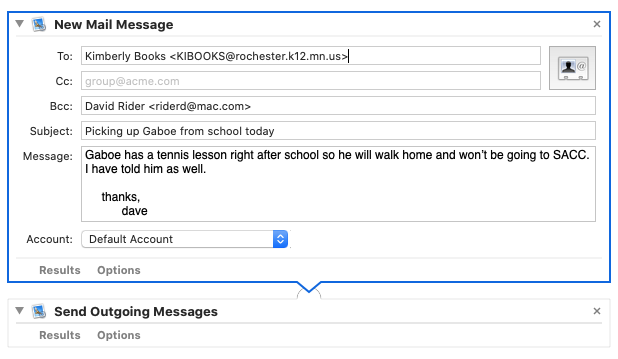 New Mail Message
To: Kimberly Books <KIBOOKS@rochester.k12.mn.us>
Cc: group@acme.com
Bcc: David Rider <riderd@mac.com>
Subject: Picking up Gaboe from school today
Message: Gaboe has a tennis lesson right after school so he will walk home and won't be going to SACC.
I have told him as well.
thanks,
dave
Account: Default Account
Results Options
Send Outgoing Messages
Results Options